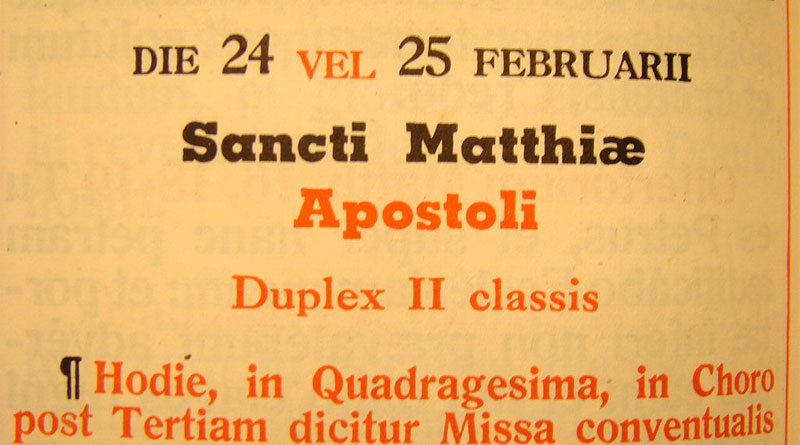 DIE 24 VEL 25 FEBRUARII
Sancti Matthiæ
Apostoli
Duplex II classis
¶ Hodie, in Quadragesima, in Choro
post Tertiam dicitur Missa conventualis